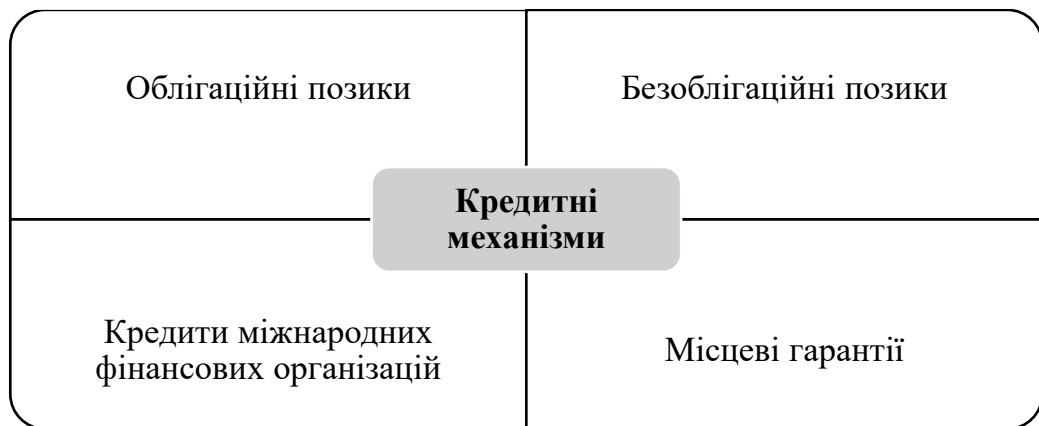 Облігаційні позики
Безоблігаційні позики
Кредитні
механізми
Кредити міжнародних
фінансових організацій
Місцеві гарантії